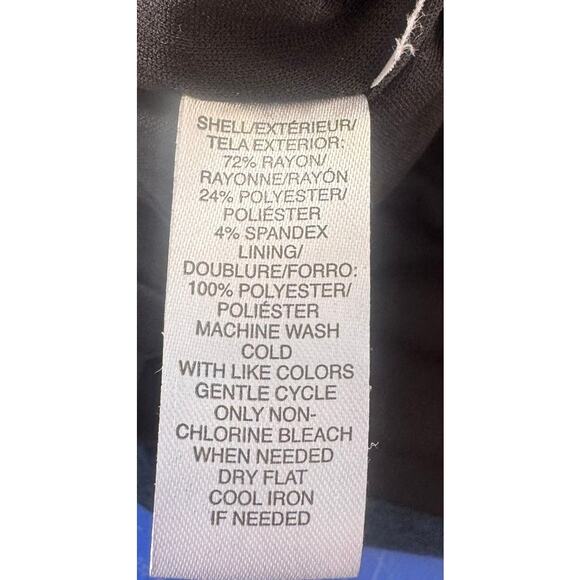 SHELL/EXTÉRIEUR/
TELA EXTERIOR:
72% RAYON/
RAYONNE/RAYÓN
24% POLYESTER/
POLIÉSTER
4% SPANDEX
LINING/
DOUBLURE/FORRO:
100% POLYESTER/
POLIÉSTER
MACHINE WASH
COLD
WITH LIKE COLORS
GENTLE CYCLE
ONLY NON-
CHLORINE BLEACH
WHEN NEEDED
DRY FLAT
COOL IRON
IF NEEDED